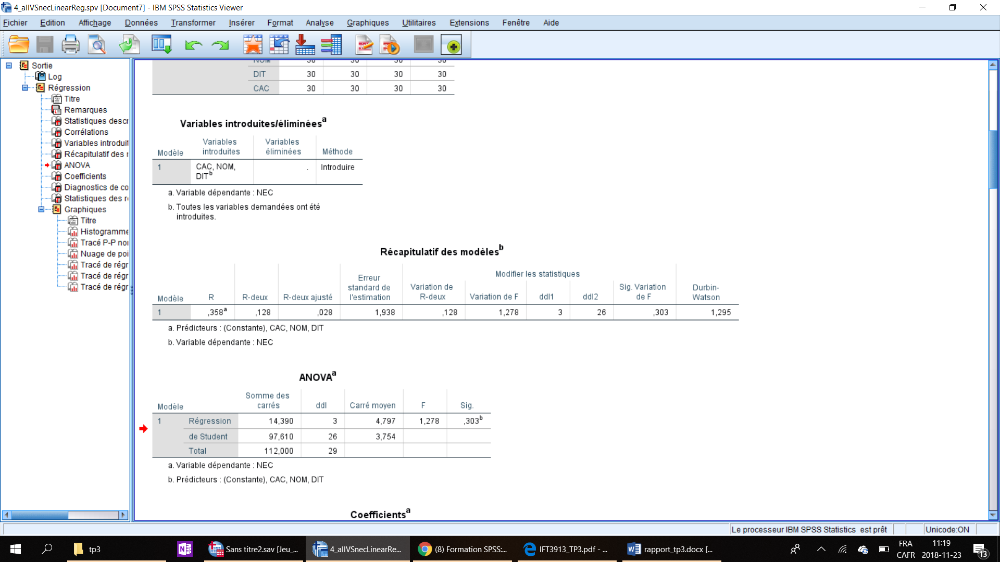 4_allVSnecLinearReg.spv [Document7] - IBM SPSS Statistics Viewer
Fichier Edition Affichage Données Transformer Insérer Format Analyse Graphiques Utilitaires Extensions Fenêtre Aide
Sortie
Log
Régression
Titre
Remarques
Statistiques descr
Corrélations
Variables introduit
Récapitulatif des
ANOVA
Coefficients
Diagnostics de co
Statistiques des
Graphiques
Titre
Histogramme
Tracé P-P no
Nuage de poi
Tracé de régr
Tracé de régr
Tracé de régr
NOM 30 30 30 30
DIT 30 30 30 30
CAC 30 30 30 30
Variables introduites/éliminéesa
Modèle Variables introduites Variables éliminées Méthode
1 CAC, NOM, DITb . Introduire
a. Variable dépendante : NEC
b. Toutes les variables demandées ont été
introduites.
Récapitulatif des modèlesb
Modifier les statistiques
Modèle R R-deux R-deux ajusté Erreur standard de l'estimation Variation de R-deux Variation de F ddl1 ddl2 Sig. Variation de F Durbin-Watson
1 ,358a ,128 ,028 1,938 ,128 1,278 3 26 ,303 1,295
a. Prédicteurs : (Constante), CAC, NOM, DIT
b. Variable dépendante : NEC
ANOVAa
Modèle Somme des carrés ddl Carré moyen F Sig.
1 Régression 14,390 3 4,797 1,278 ,303b
de Student 97,610 26 3,754
Total 112,000 29
a. Variable dépendante : NEC
b. Prédicteurs : (Constante), CAC, NOM, DIT
Coefficientsa
Le processeur IBM SPSS Statistics est prêt Unicode:ON
tp3
N
Sans titre2.sav [Jeu_...
4_allVSnecLinearRe...
(8) Formation SPSS:...
IFT3913_TP3.pdf - ...
rapport_tp3.docx [...
FRA
CAFR
11:19
2018-11-23
13